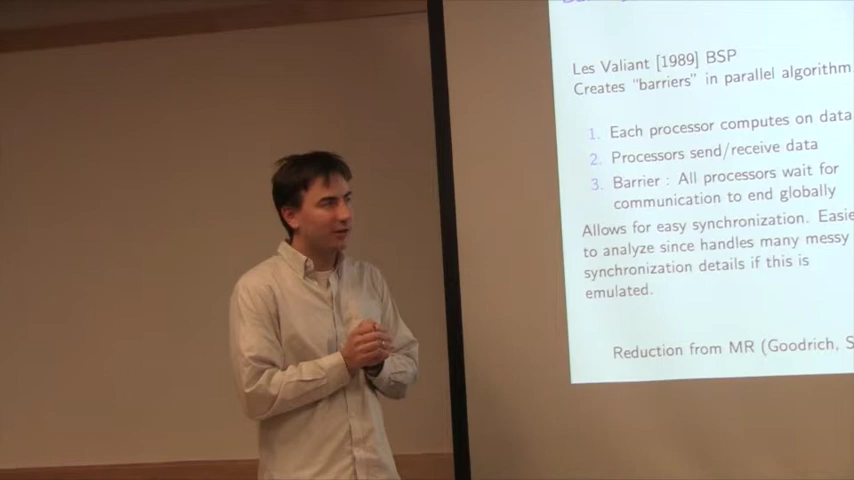 Les Valiant [1989] BSP
Creates "barriers" in parallel algorithm
1. Each processor computes on data
2. Processors send/receive data
3. Barrier : All processors wait for
communication to end globally
Allows for easy synchronization. Easie
to analyze since handles many messy
synchronization details if this is
emulated.
Reduction from MR (Goodrich, S